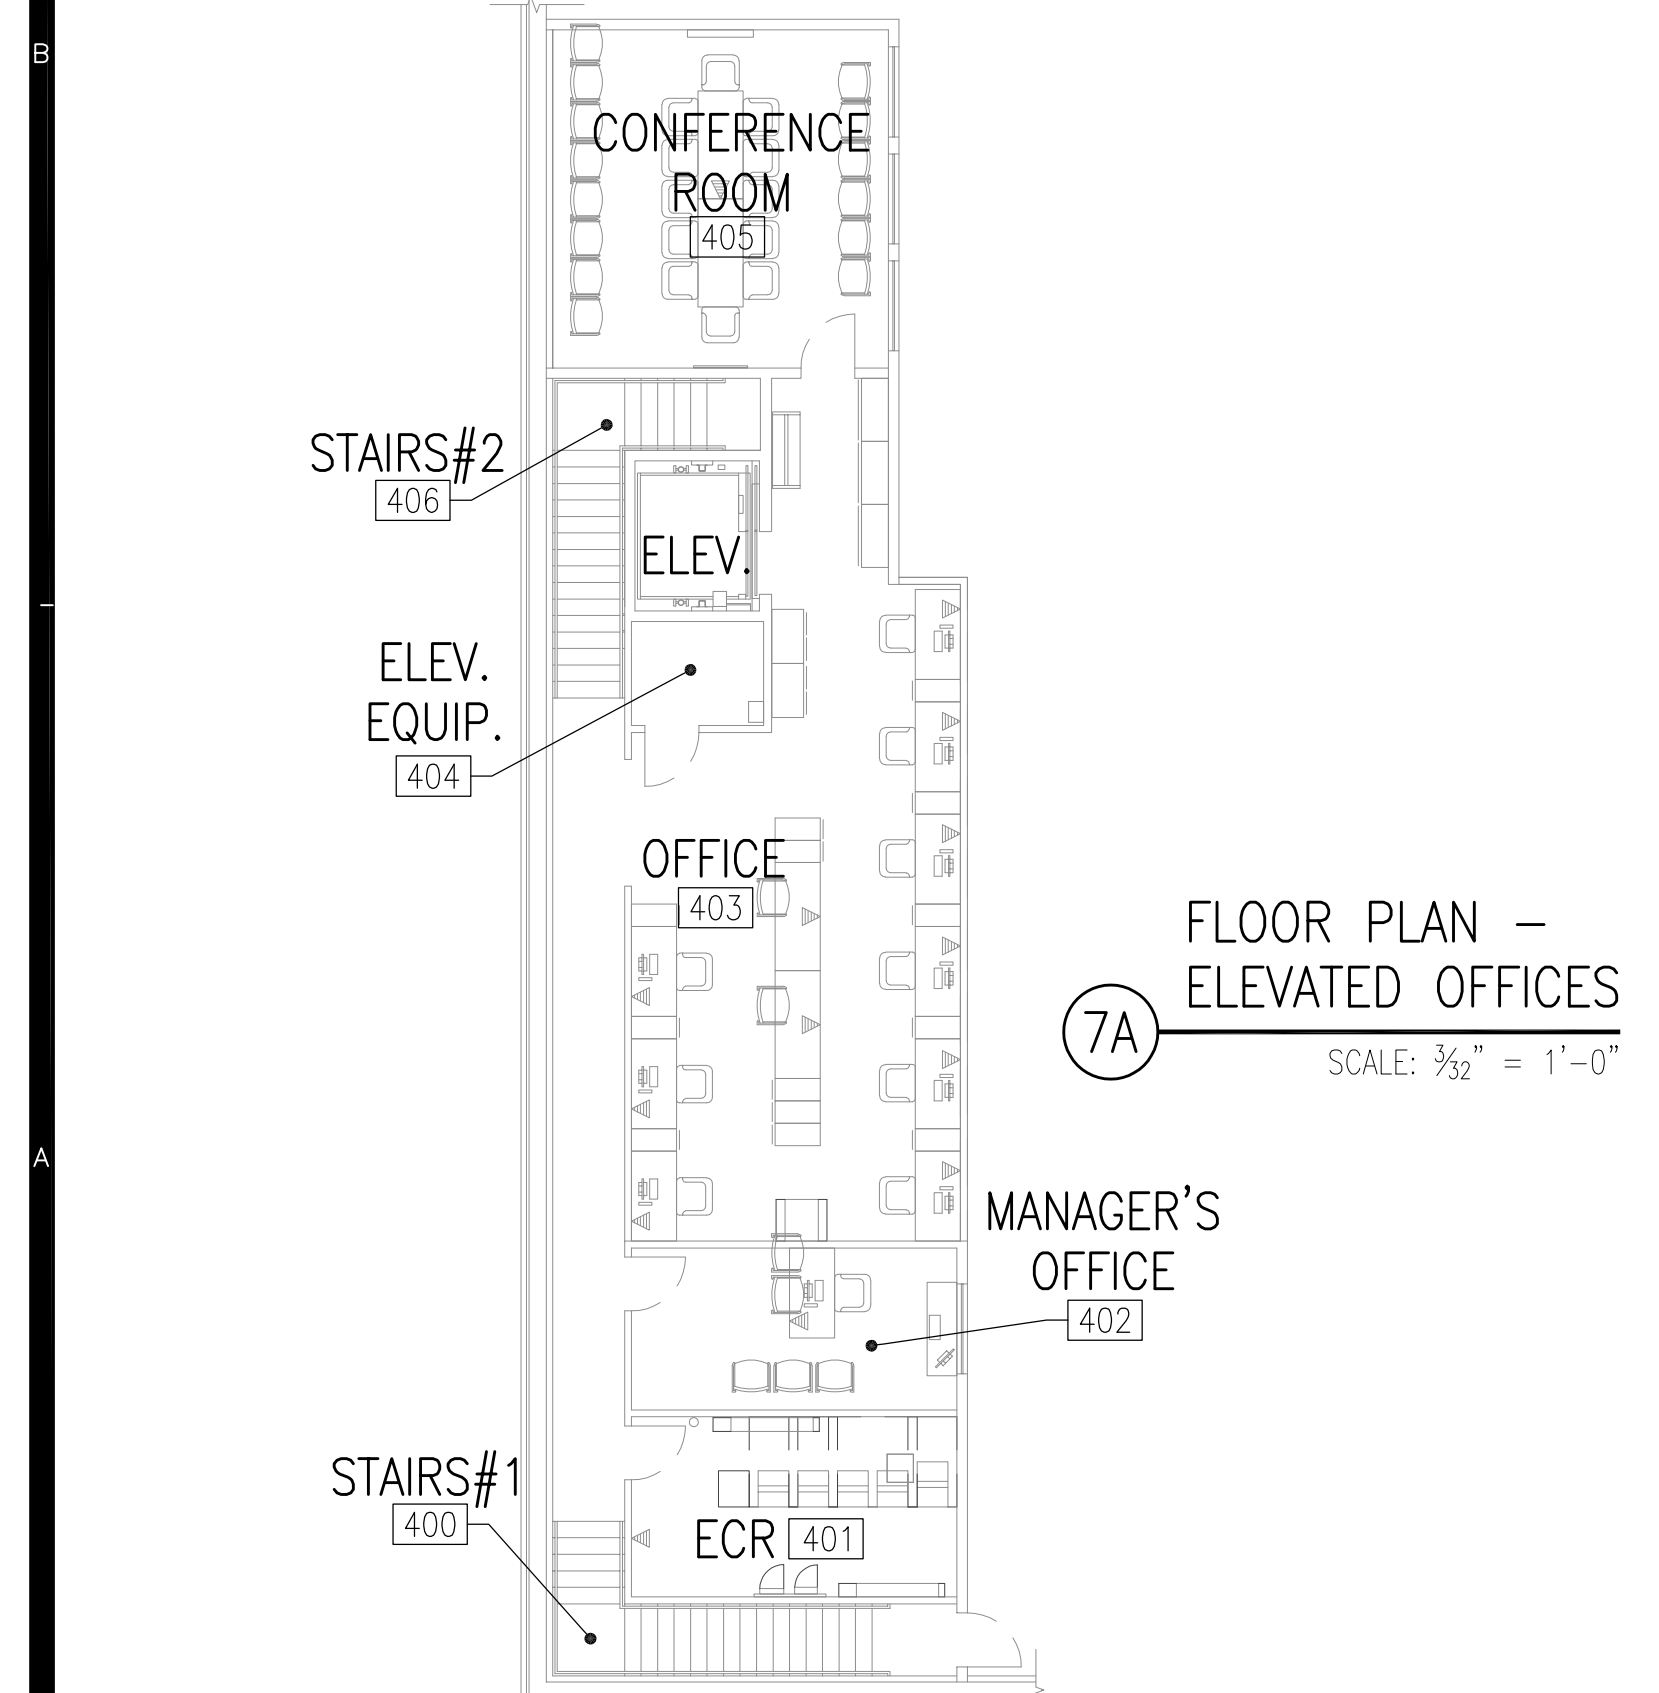 B
CONFERENCE
ROOM
405
STAIRS#2
406
ELEV.
ELEV.
EQUIP.
404
OFFICE
403
FLOOR PLAN –
ELEVATED OFFICES
7A
SCALE: 3⁄32" = 1'–0"
A
MANAGER'S
OFFICE
402
STAIRS#1
400
ECR 401